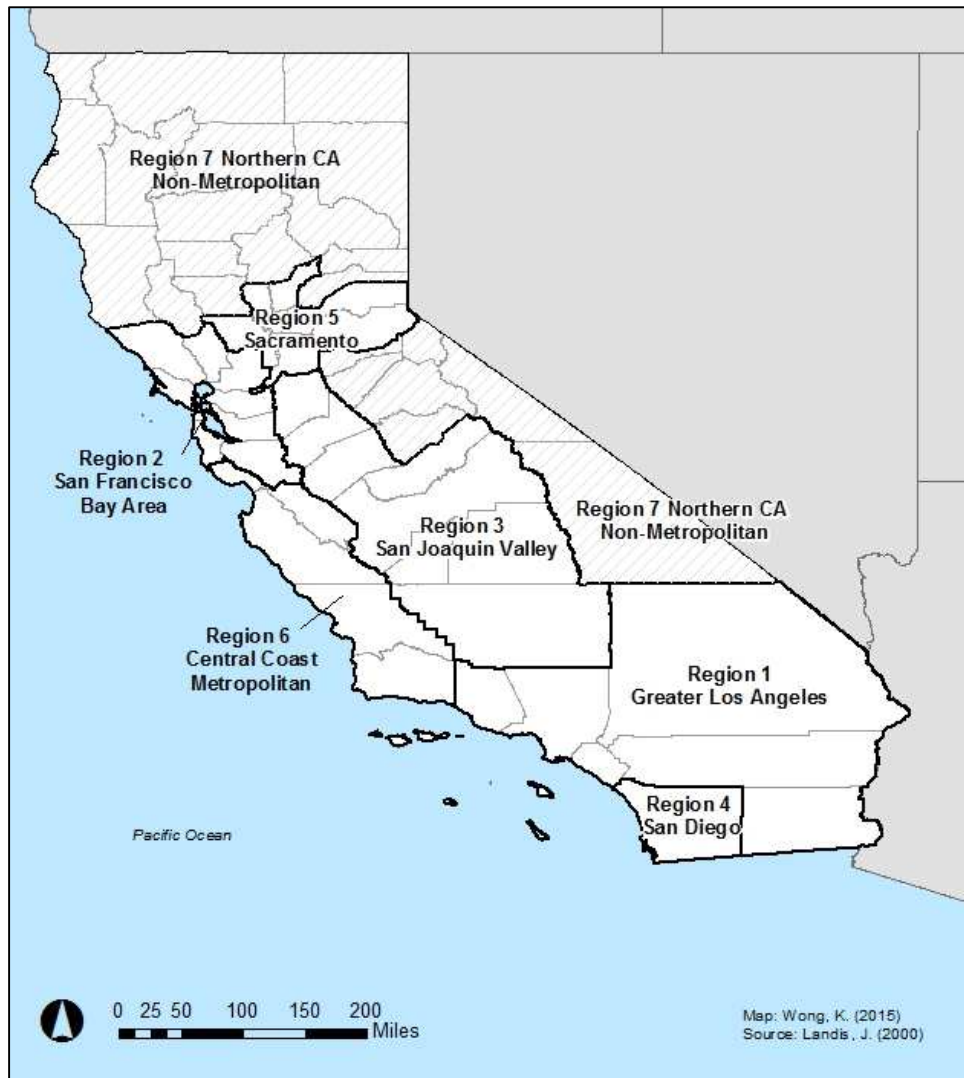 Region 7 Northern CA
Non-Metropolitan
Region 5
Sacramento
Region 2
San Francisco
Bay Area
Region 7 Northern CA
Non-Metropolitan
Region 3
San Joaquin Valley
Region 6
Central Coast
Metropolitan
Region 1
Greater Los Angeles
Region 4
San Diego
Pacific Ocean
0 25 50 100 150 200
Miles
Map: Wong, K. (2015)
Source: Landis, J. (2000)